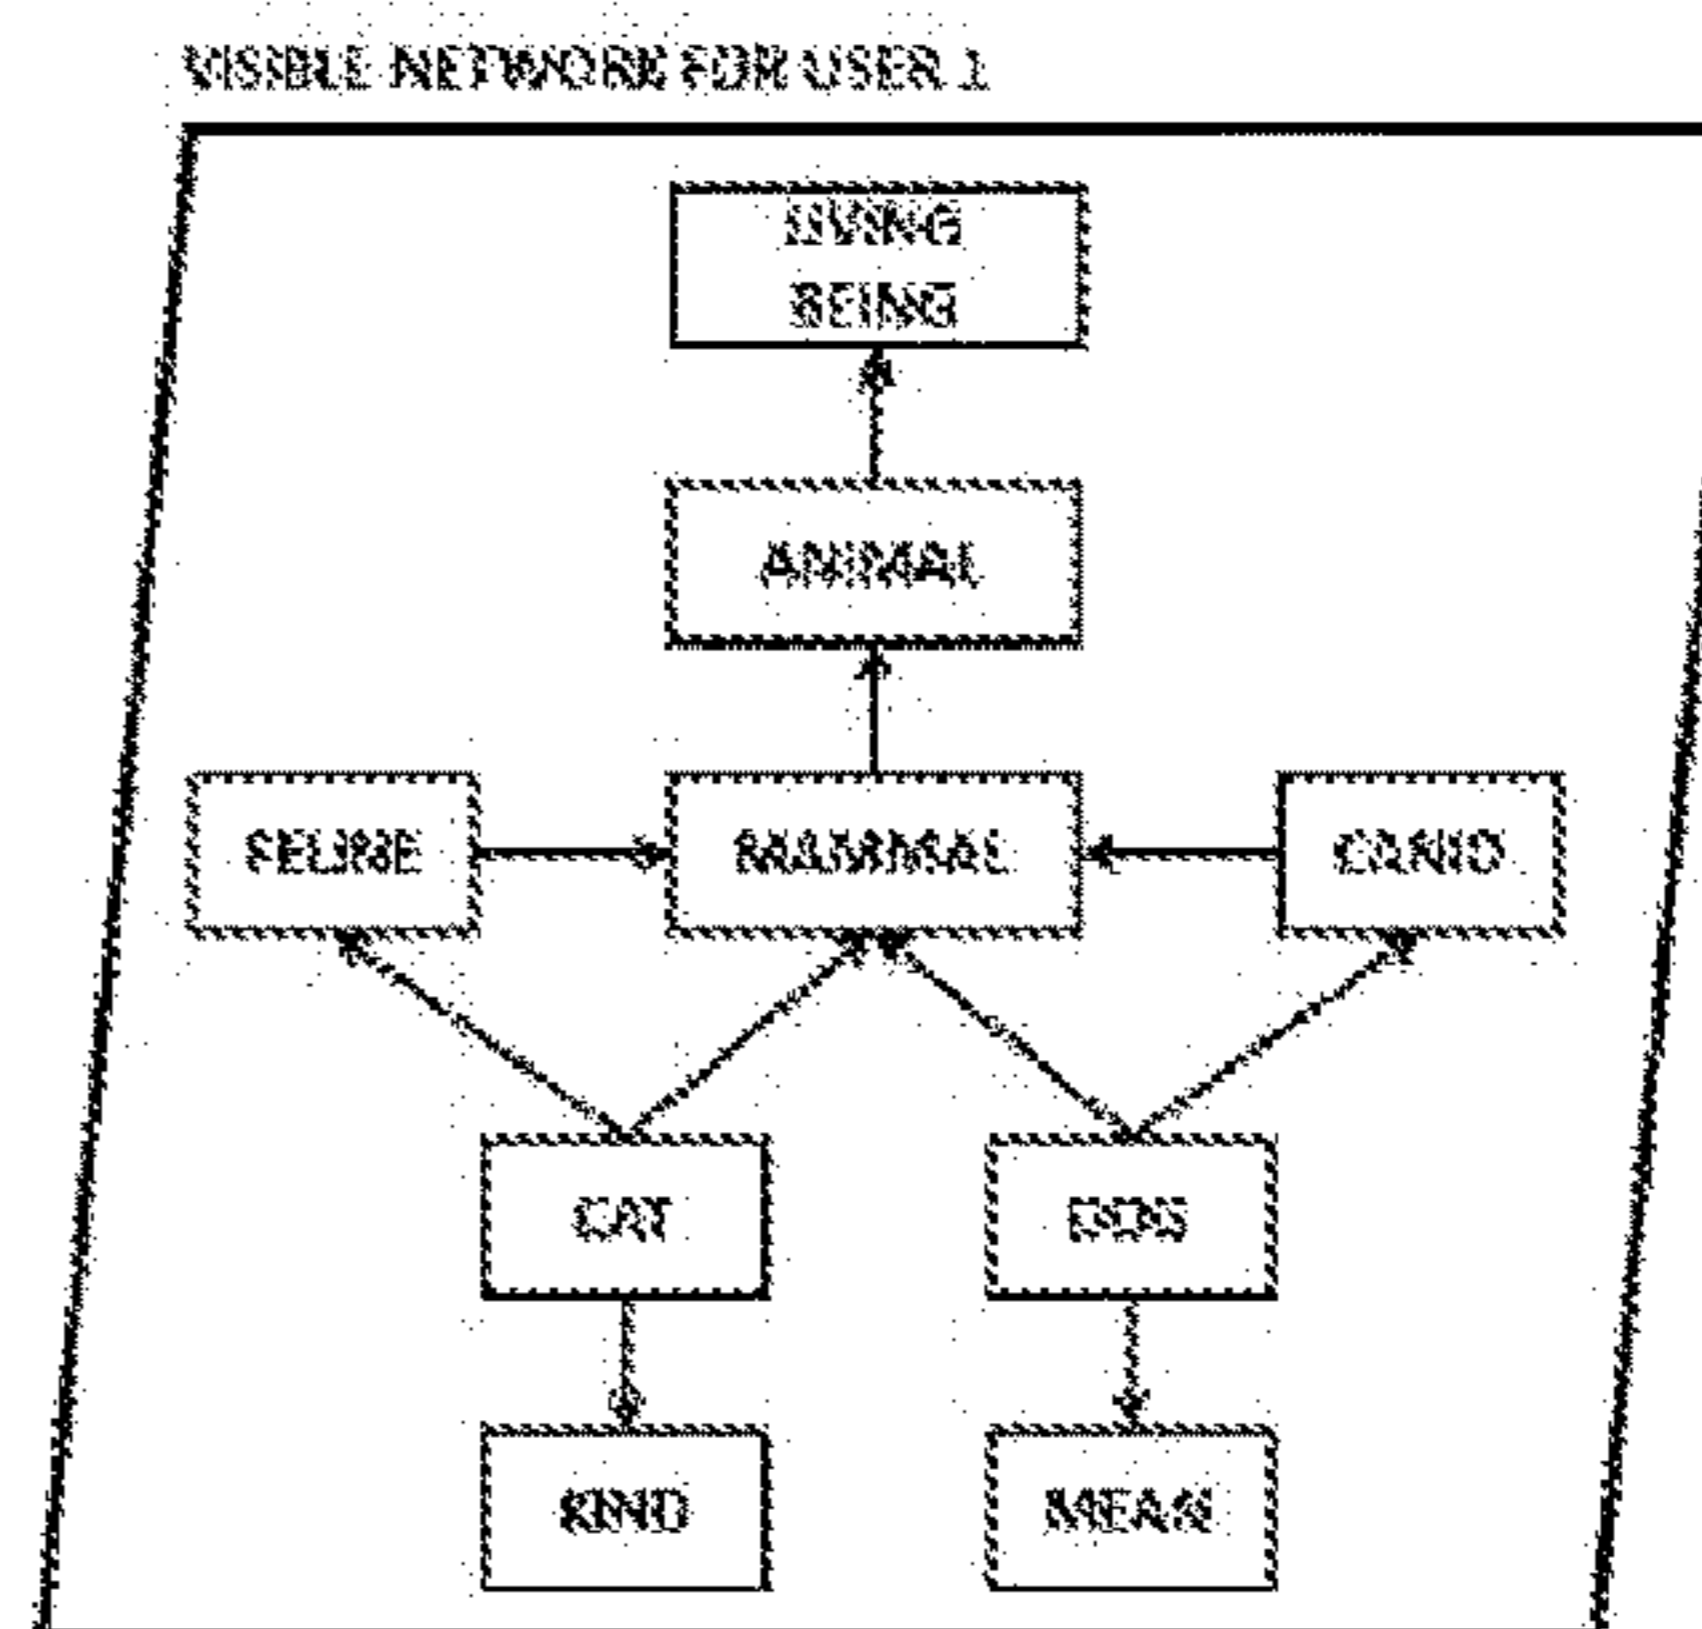 VISIBLE NETWORK FOR USER 1
LIVING
BEING
ANIMAL
FELINE
MAMMAL
CANID
CAT
DOG
KIND
MEAN